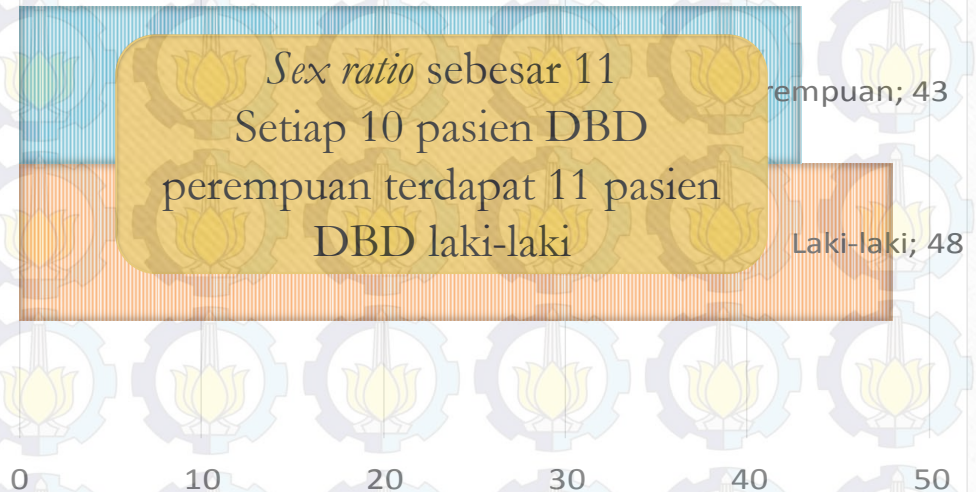 Sex ratio sebesar 11
Setiap 10 pasien DBD
perempuan terdapat 11 pasien
DBD laki-laki
rempuan; 43
Laki-laki; 48
0 10 20 30 40 50